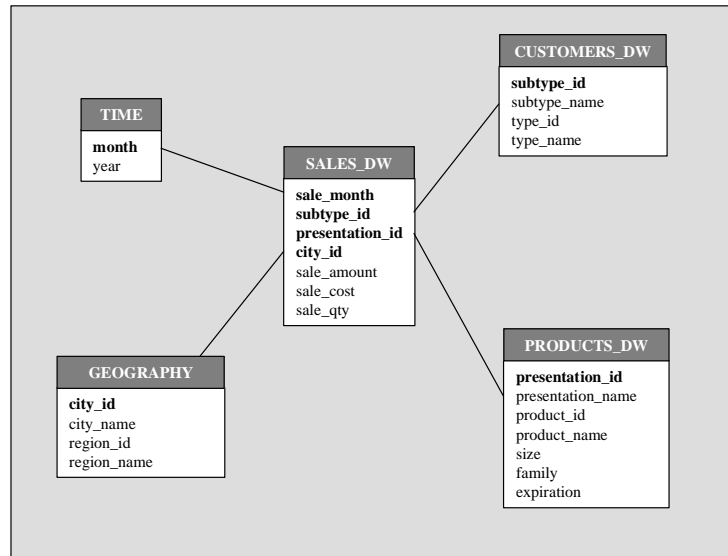 TIME
month
year
GEOGRAPHY
city_id
city_name
region_id
region_name
SALES_DW
sale_month
subtype_id
presentation_id
city_id
sale_amount
sale_cost
sale_qty
CUSTOMERS_DW
subtype_id
subtype_name
type_id
type_name
PRODUCTS_DW
presentation_id
presentation_name
product_id
product_name
size
family
expiration